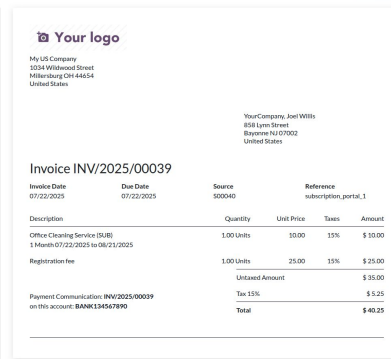 Your logo
My US Company
1034 Wildwood Street
Millersburg OH 44654
United States
YourCompany, Joel Willis
858 Lynn Street
Bayonne NJ 07002
United States
Invoice INV/2025/00039
Invoice Date Due Date Source Reference
07/22/2025 07/22/2025 S00040 subscription_portal_1
Description Quantity Unit Price Taxes Amount
Office Cleaning Service (SUB) 1.00 Units 10.00 15% $ 10.00
1 Month 07/22/2025 to 08/21/2025
Registration fee 1.00 Units 25.00 15% $ 25.00
Untaxed Amount $ 35.00
Payment Communication: INV/2025/00039 Tax 15% $ 5.25
on this account: BANK134567890
Total $ 40.25